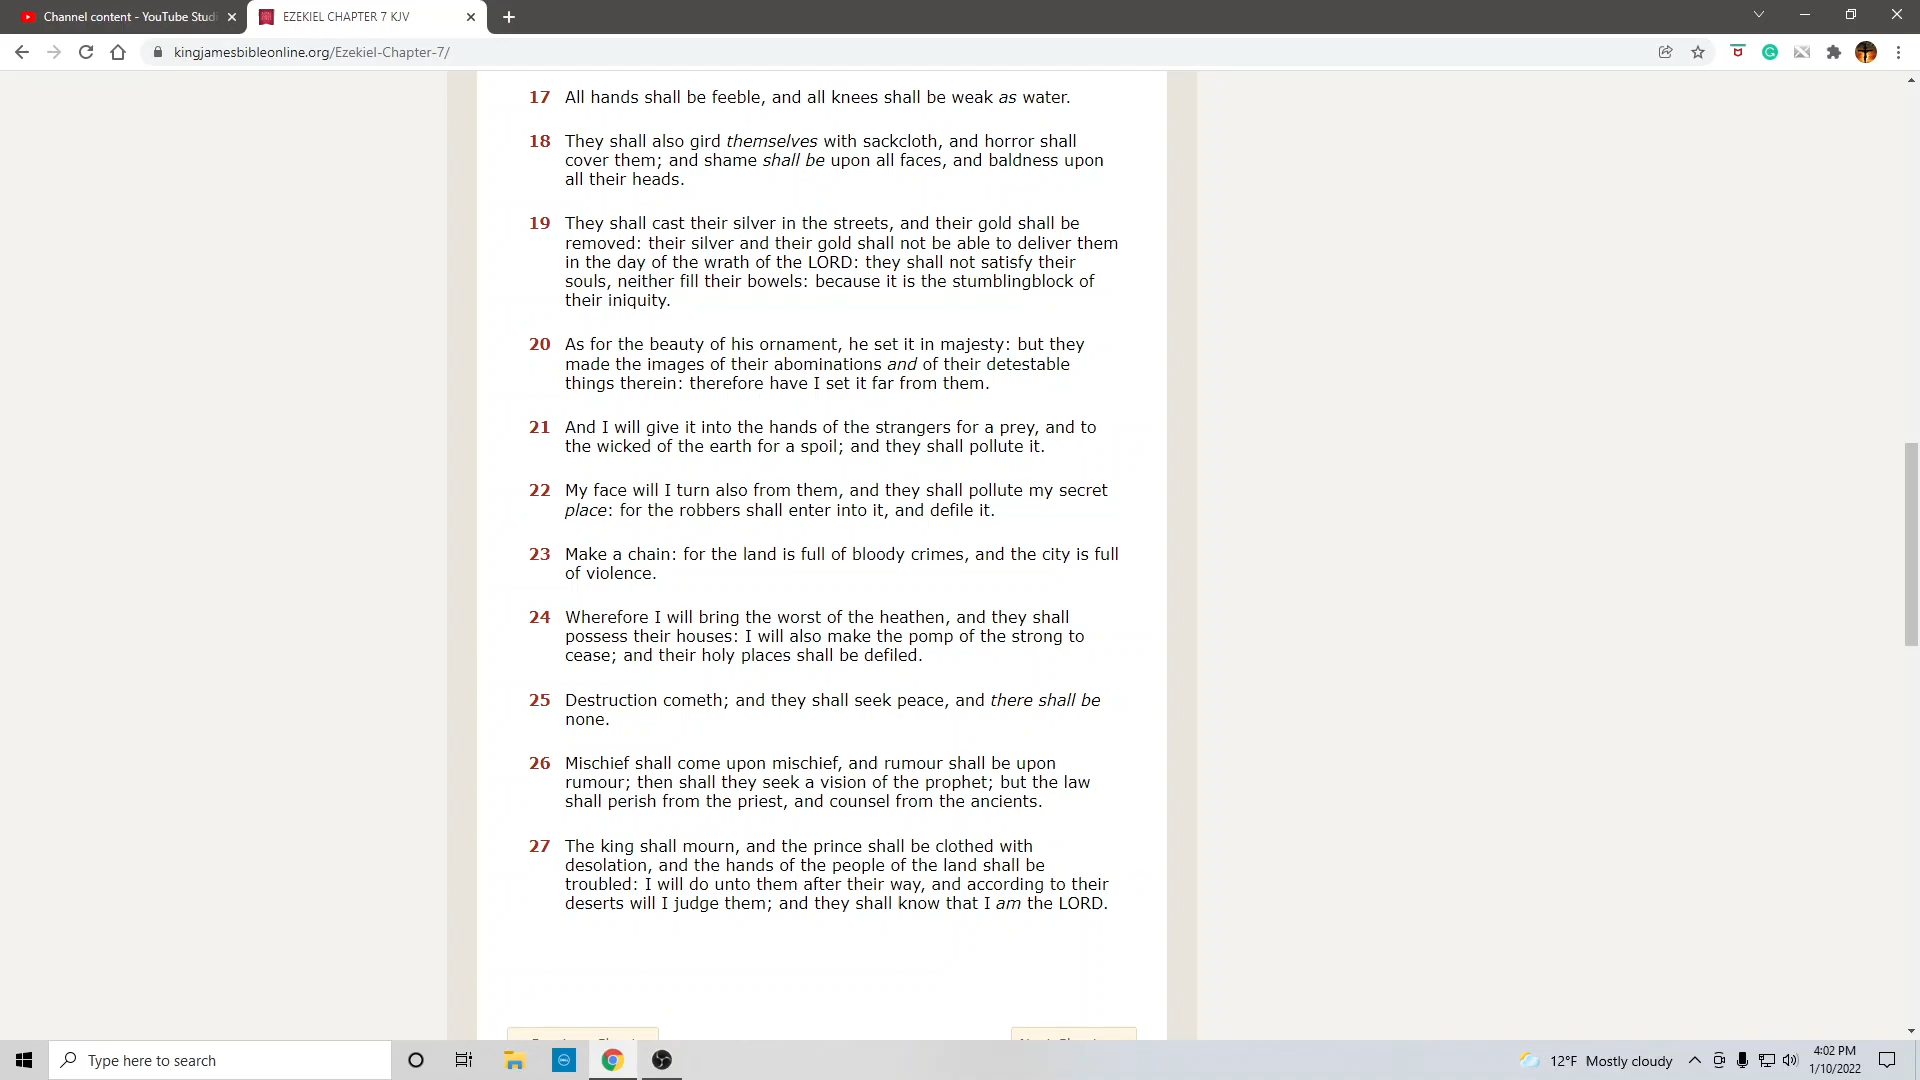 Channel content - YouTube Studi
EZEKIEL CHAPTER 7 KJV
kingjamesbibleonline.org/Ezekiel-Chapter-7/
17 All hands shall be feeble, and all knees shall be weak as water.
18 They shall also gird themselves with sackcloth, and horror shall
cover them; and shame shall be upon all faces, and baldness upon
all their heads.
19 They shall cast their silver in the streets, and their gold shall be
removed: their silver and their gold shall not be able to deliver them
in the day of the wrath of the LORD: they shall not satisfy their
souls, neither fill their bowels: because it is the stumblingblock of
their iniquity.
20 As for the beauty of his ornament, he set it in majesty: but they
made the images of their abominations and of their detestable
things therein: therefore have I set it far from them.
21 And I will give it into the hands of the strangers for a prey, and to
the wicked of the earth for a spoil; and they shall pollute it.
22 My face will I turn also from them, and they shall pollute my secret
place: for the robbers shall enter into it, and defile it.
23 Make a chain: for the land is full of bloody crimes, and the city is full
of violence.
24 Wherefore I will bring the worst of the heathen, and they shall
possess their houses: I will also make the pomp of the strong to
cease; and their holy places shall be defiled.
25 Destruction cometh; and they shall seek peace, and there shall be
none.
26 Mischief shall come upon mischief, and rumour shall be upon
rumour; then shall they seek a vision of the prophet; but the law
shall perish from the priest, and counsel from the ancients.
27 The king shall mourn, and the prince shall be clothed with
desolation, and the hands of the people of the land shall be
troubled: I will do unto them after their way, and according to their
deserts will I judge them; and they shall know that I am the LORD.
Type here to search
12°F Mostly cloudy
4:02 PM
1/10/2022